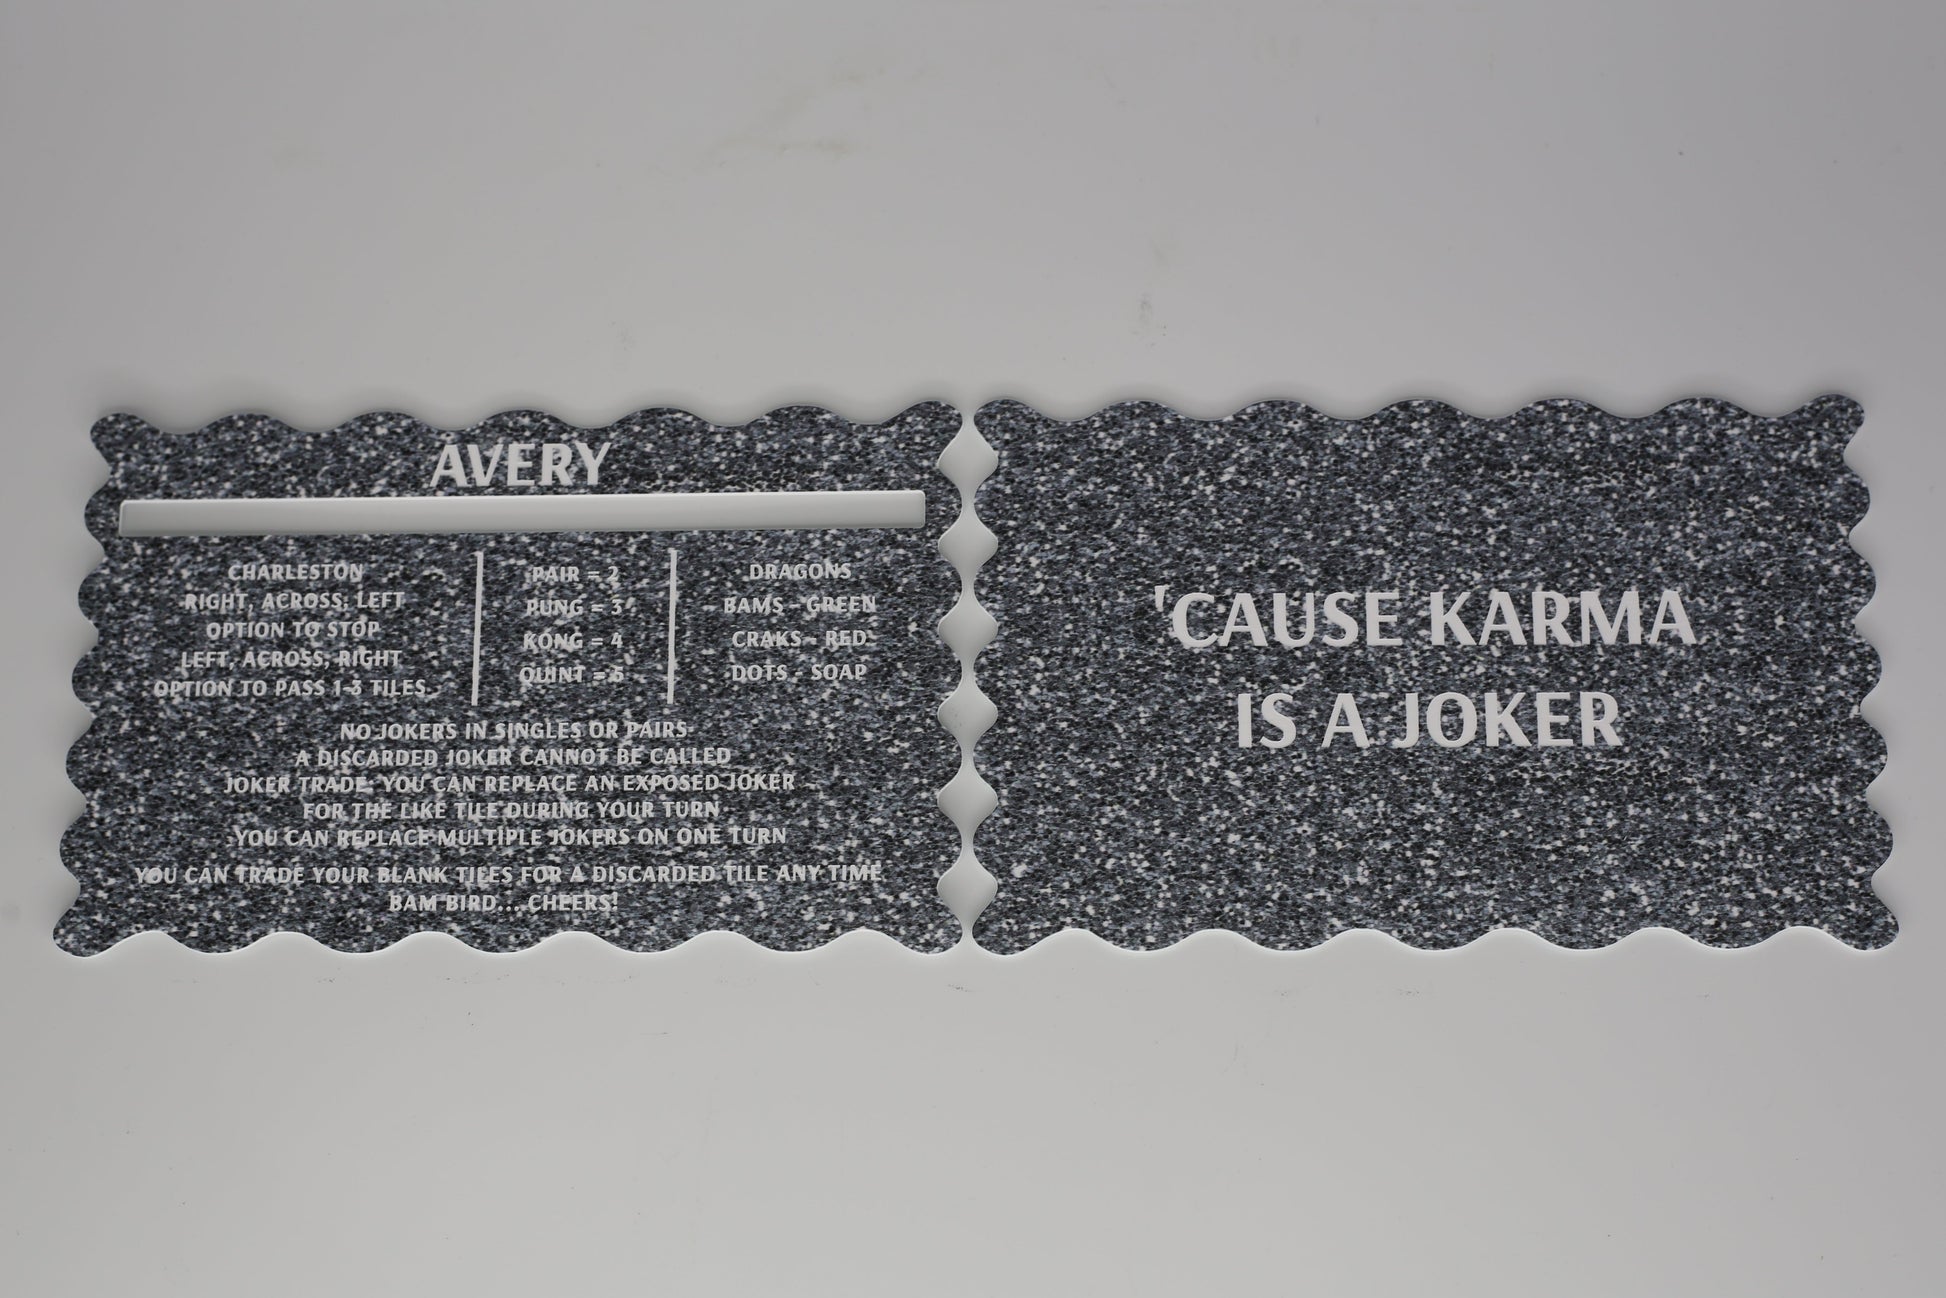 AVERY
CHARLESTON
RIGHT, ACROSS, LEFT
OPTION TO STOP
LEFT, ACROSS, RIGHT
OPTION TO PASS 1-3 TILES
PAIR = 2
PUNG = 3
KONG = 4
QUINT = 5
DRAGONS
BAMS - GREEN
CRAKS - RED
DOTS - SOAP
NO JOKERS IN SINGLES OR PAIRS
A DISCARDED JOKER CANNOT BE CALLED
JOKER TRADE: YOU CAN REPLACE AN EXPOSED JOKER
FOR THE LIKE TILE DURING YOUR TURN
YOU CAN REPLACE MULTIPLE JOKERS ON ONE TURN
YOU CAN TRADE YOUR BLANK TILES FOR A DISCARDED TILE ANY TIME
BAM BIRD... CHEERS!
'CAUSE KARMA
IS A JOKER